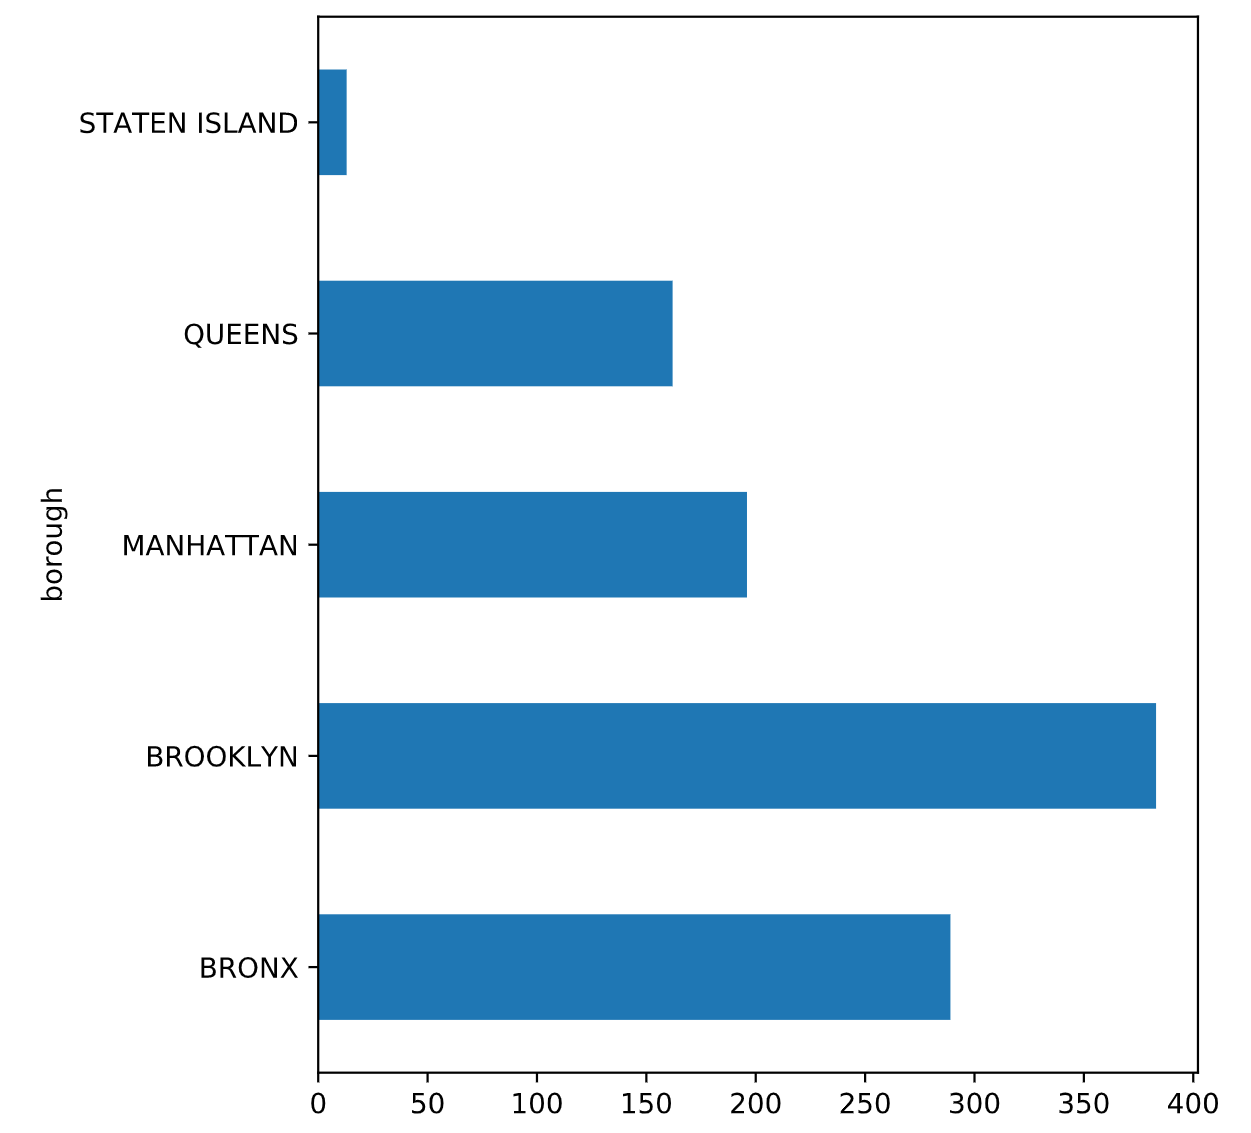 STATEN ISLAND
QUEENS
MANHATTAN
BROOKLYN
BRONX
borough
0 50 100 150 200 250 300 350 400